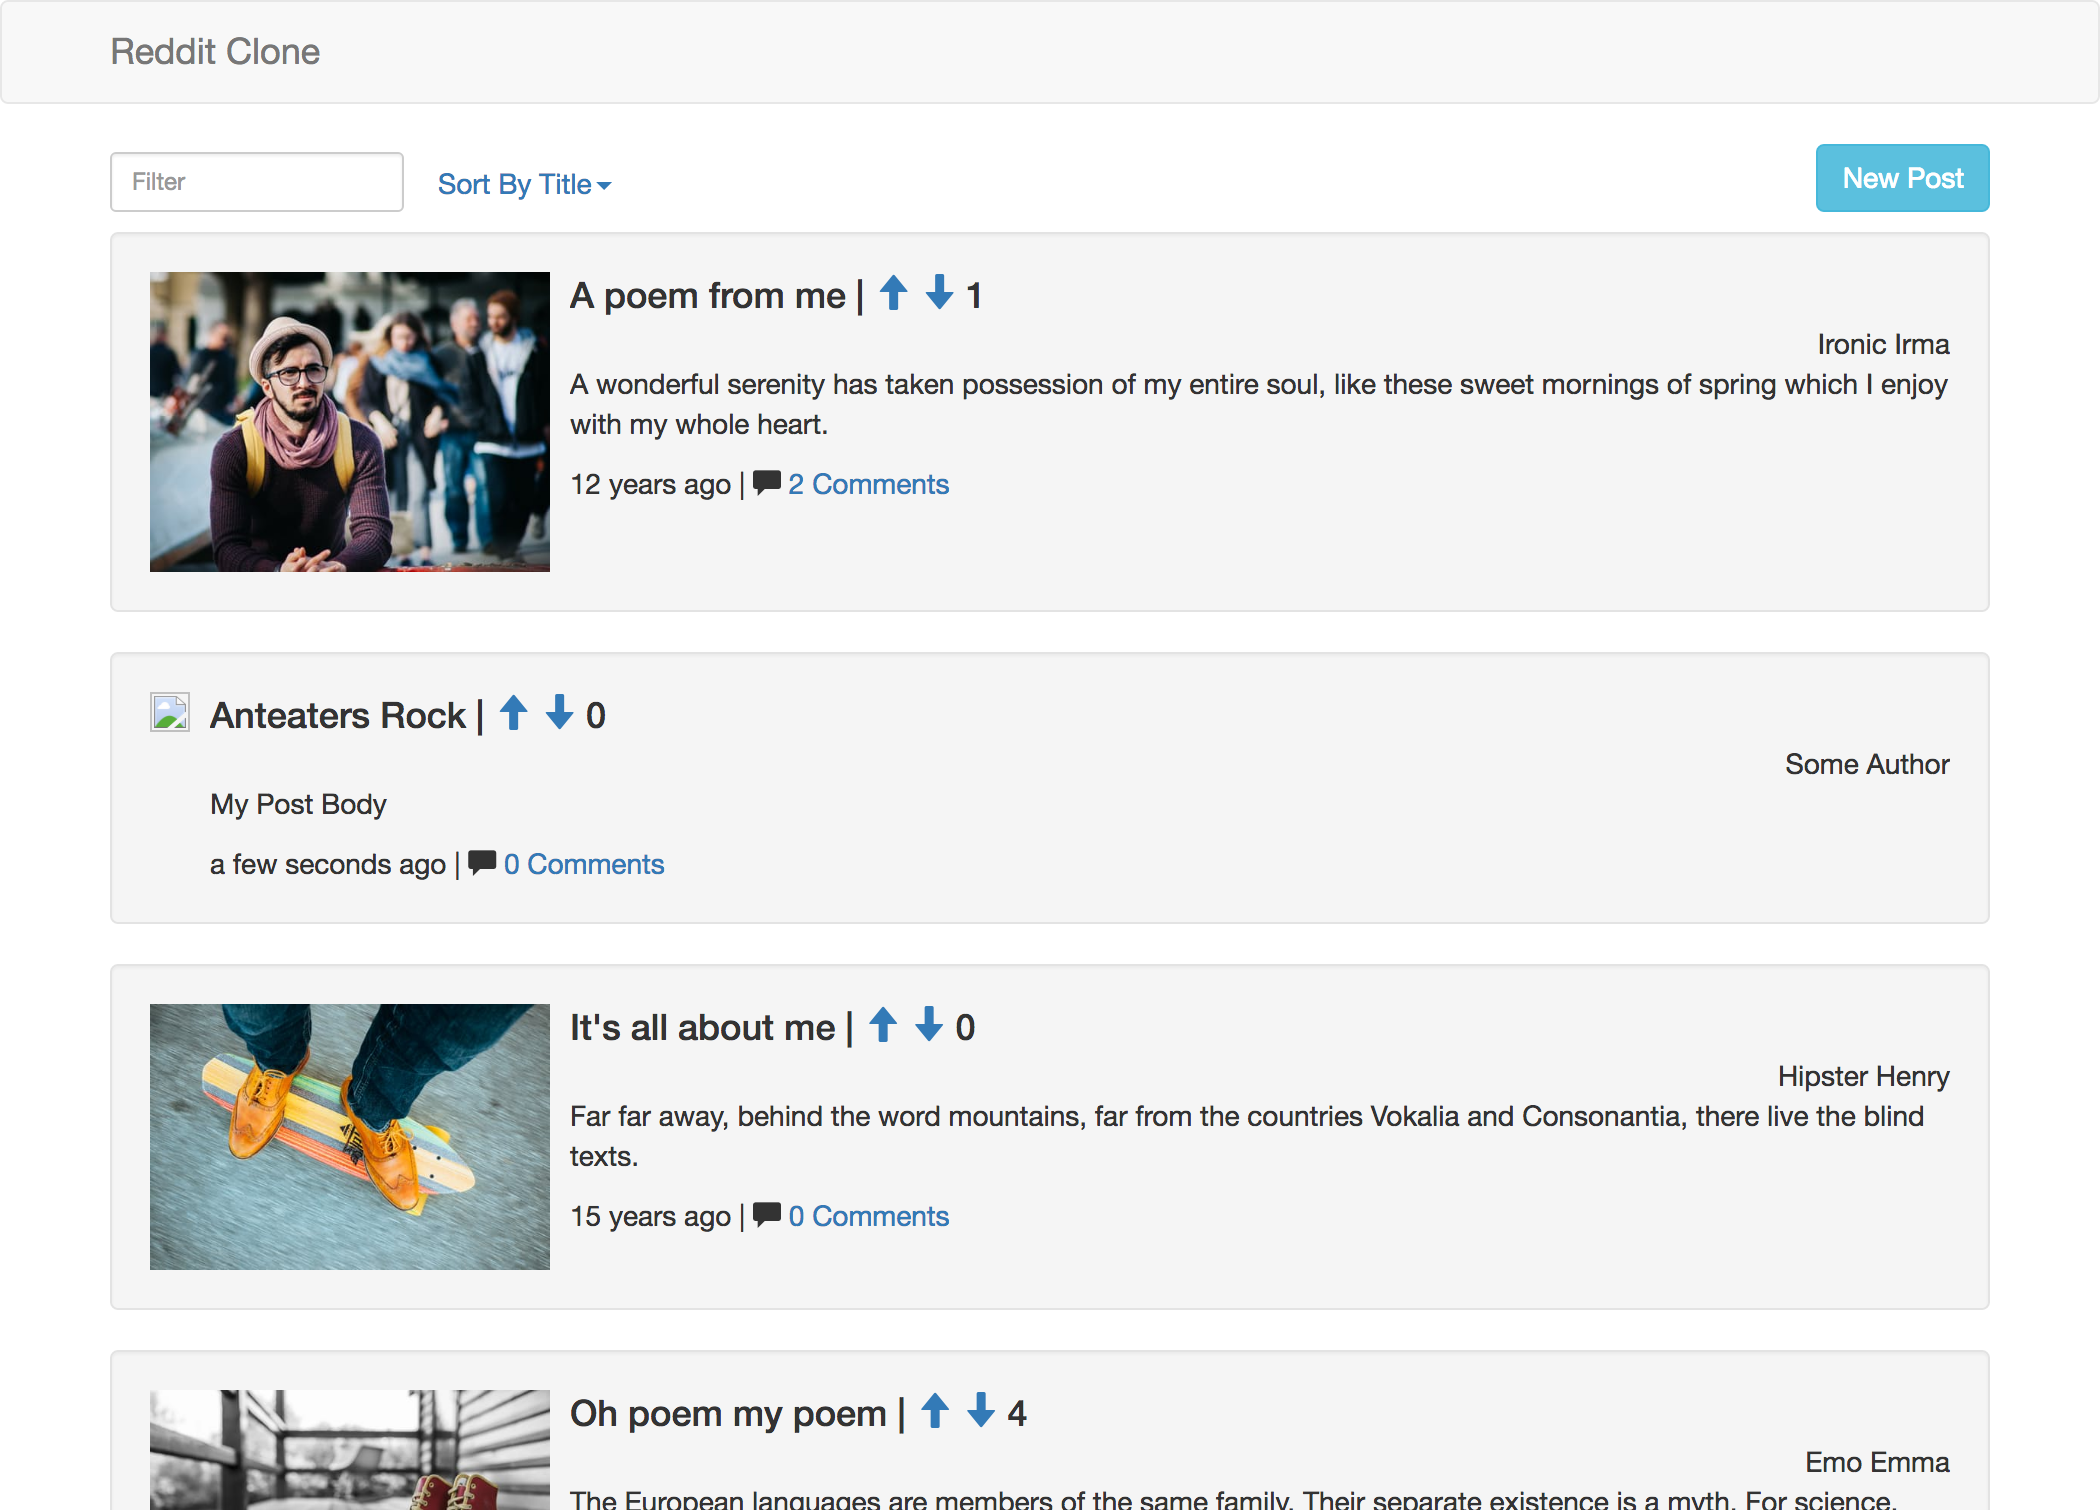 Reddit Clone
Filter
Sort By Title
New Post
A poem from me | 1
Ironic Irma
A wonderful serenity has taken possession of my entire soul, like these sweet mornings of spring which I enjoy
with my whole heart.
12 years ago | 2 Comments
Anteaters Rock | 0
Some Author
My Post Body
a few seconds ago | 0 Comments
It's all about me | 0
Hipster Henry
Far far away, behind the word mountains, far from the countries Vokalia and Consonantia, there live the blind
texts.
15 years ago | 0 Comments
Oh poem my poem | 4
Emo Emma
The European languages are members of the same family. Their separate existence is a myth. For science,